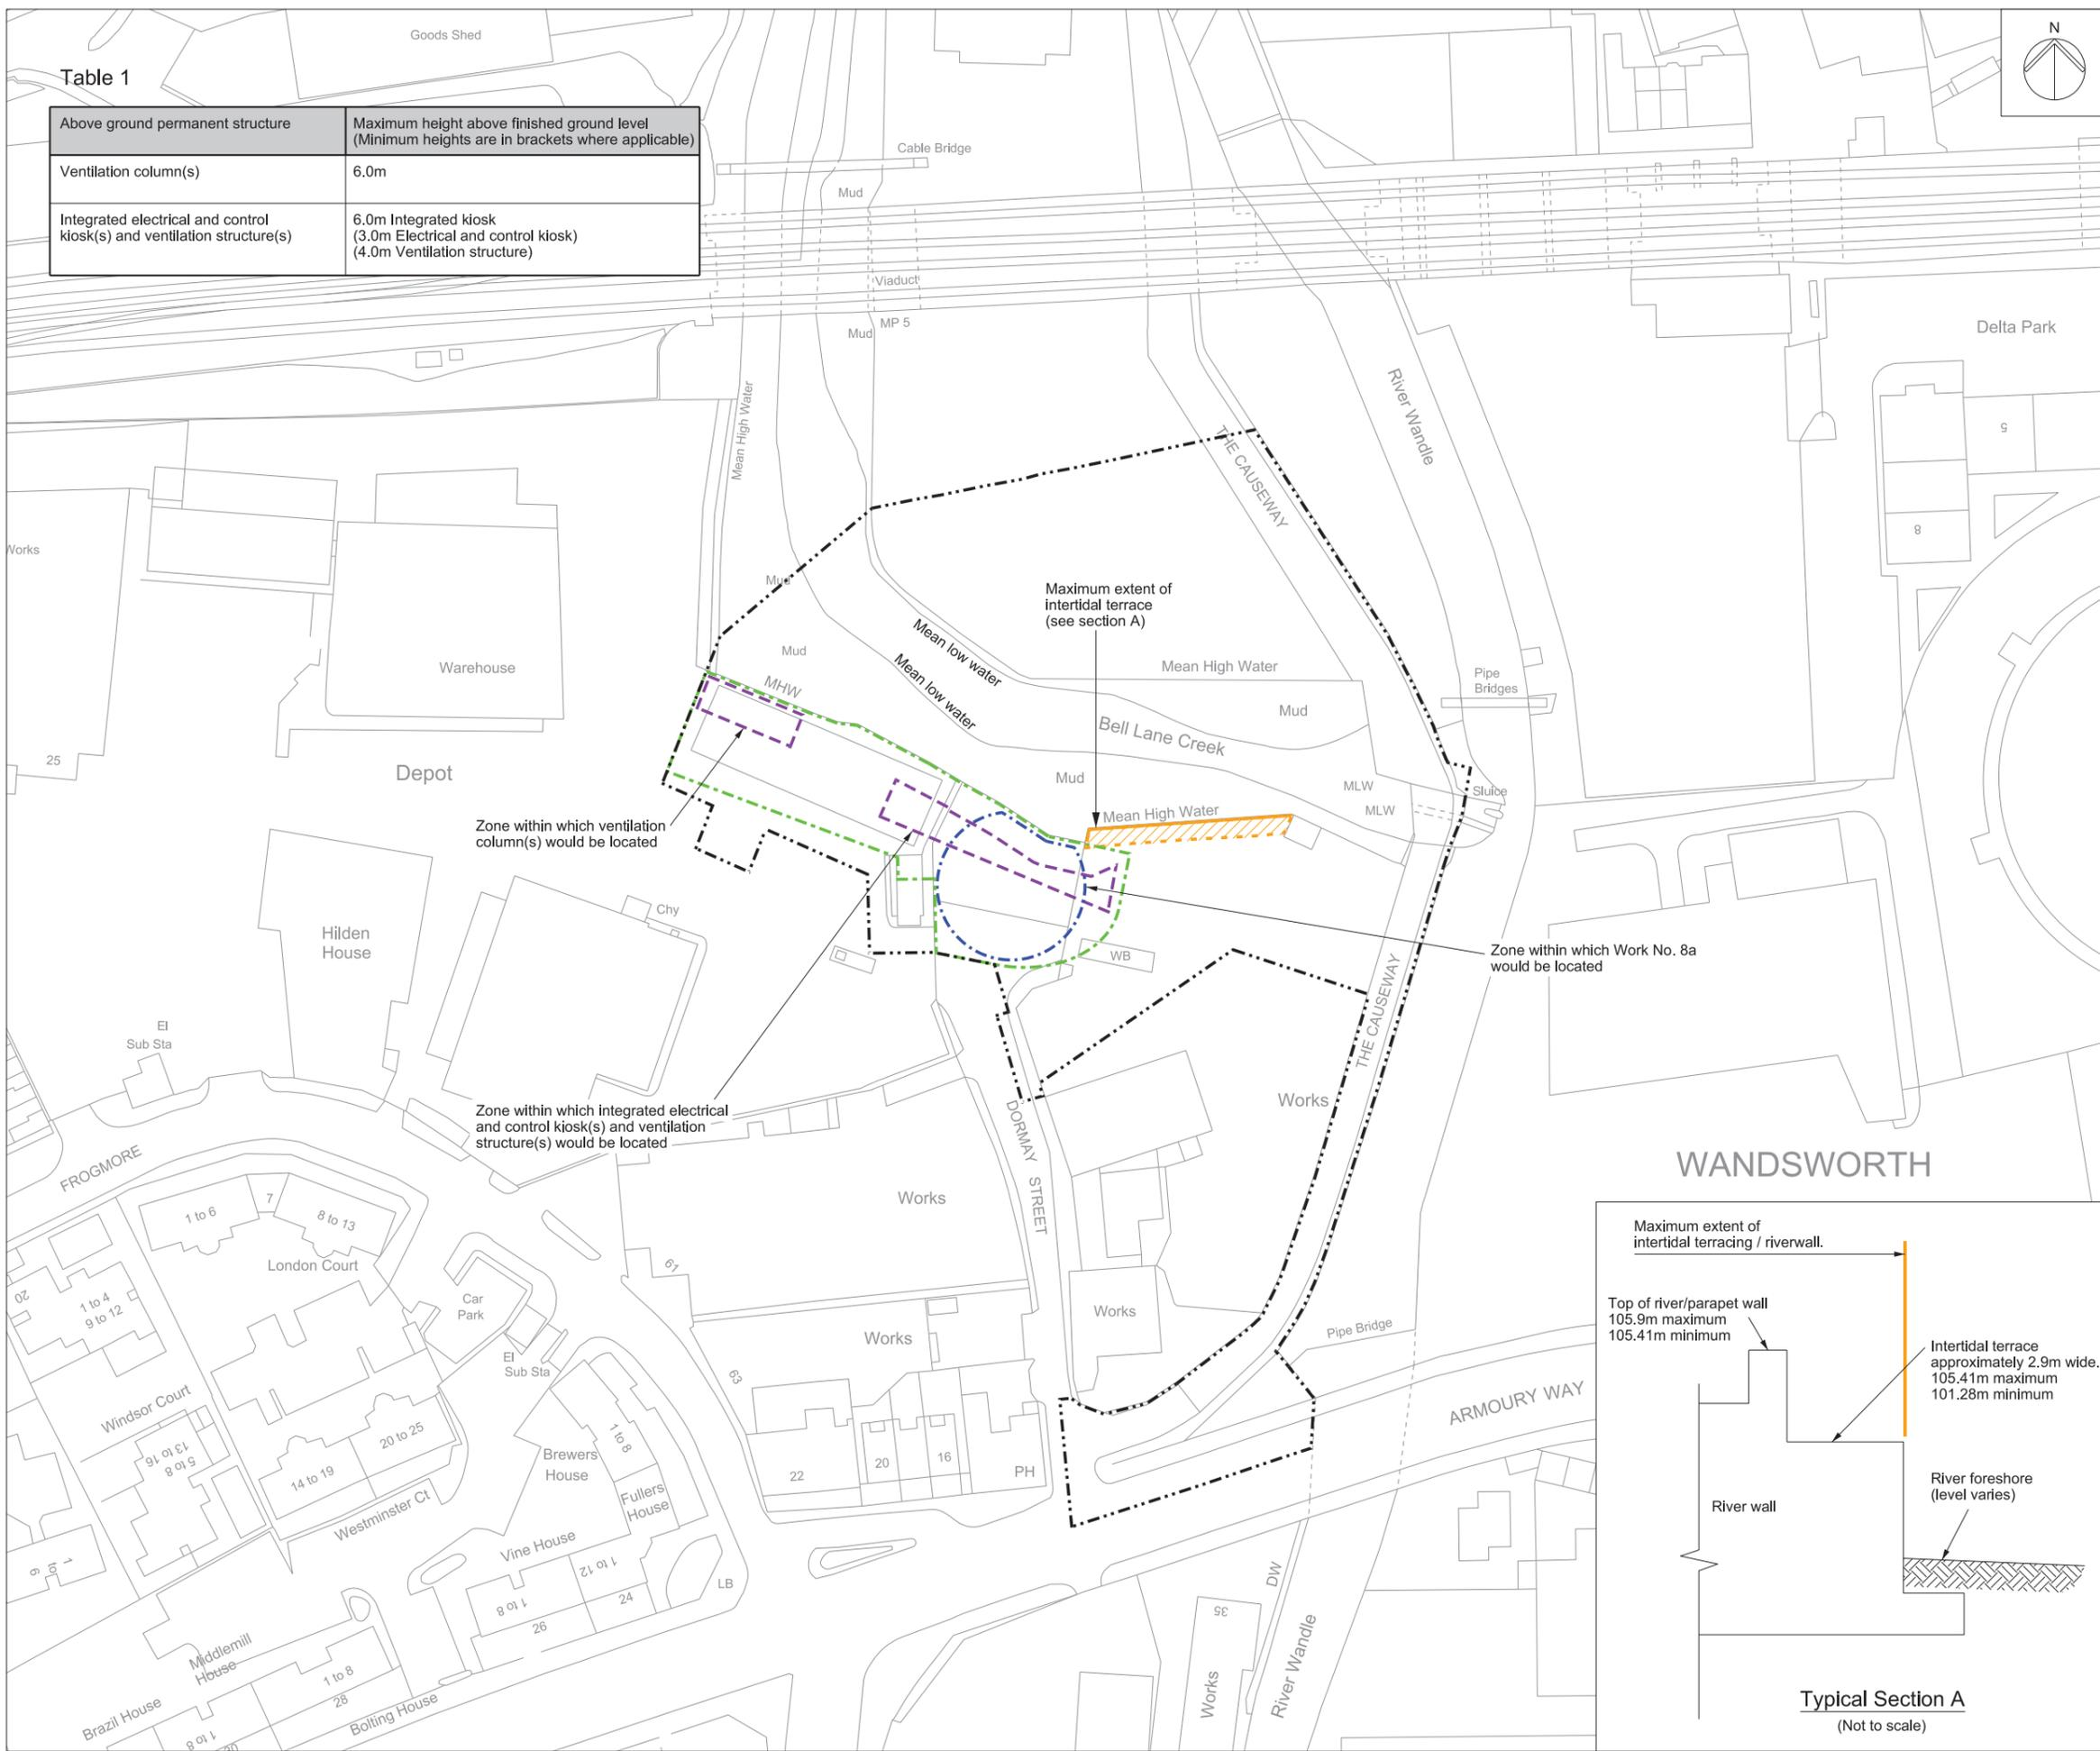 Goods Shed
N
Table 1
Above ground permanent structure
Maximum height above finished ground level
(Minimum heights are in brackets where applicable)
Ventilation column(s)
6.0m
Integrated electrical and control
kiosk(s) and ventilation structure(s)
6.0m Integrated kiosk
(3.0m Electrical and control kiosk)
(4.0m Ventilation structure)
Cable Bridge
Mud
Viaduct
MP 5
Mud
Delta Park
Mean High Water
River Wandle
THE CAUSEWAY
5
8
Works
Mud
Maximum extent of
intertidal terrace
(see section A)
Mean low water
Mean low water
Mud
Warehouse
MHW
Mean High Water
Pipe
Bridges
Mud
Bell Lane Creek
25
Depot
Mud
MLW
MLW
Sluice
Mean High Water
Zone within which ventilation
column(s) would be located
Chy
Hilden
House
WB
Zone within which Work No. 8a
would be located
THE CAUSEWAY
El
Sub Sta
Works
Zone within which integrated electrical
and control kiosk(s) and ventilation
structure(s) would be located
DORMAY STREET
FROGMORE
WANDSWORTH
1 to 6
7
8 to 13
Works
London Court
61
20
1 to 4
9 to 12
Car
Park
Works
Works
Pipe Bridge
El
Sub Sta
63
Windsor Court
13 to 16
5 to 8
20 to 25
14 to 19
Westminster Ct
Brewers
House
1 to 8
Fullers
House
22
20
16
PH
ARMOURY WAY
Vine House
1 to 12
1 to 8
24
26
LB
1 to 6
DW
35
Works
River Wandle
Middlemill
House
1 to 8
28
Brazil House
1 to 8
30
Bolting House
Maximum extent of
intertidal terracing / riverwall.
Top of river/parapet wall
105.9m maximum
105.41m minimum
Intertidal terrace
approximately 2.9m wide.
105.41m maximum
101.28m minimum
River foreshore
(level varies)
River wall
Typical Section A
(Not to scale)